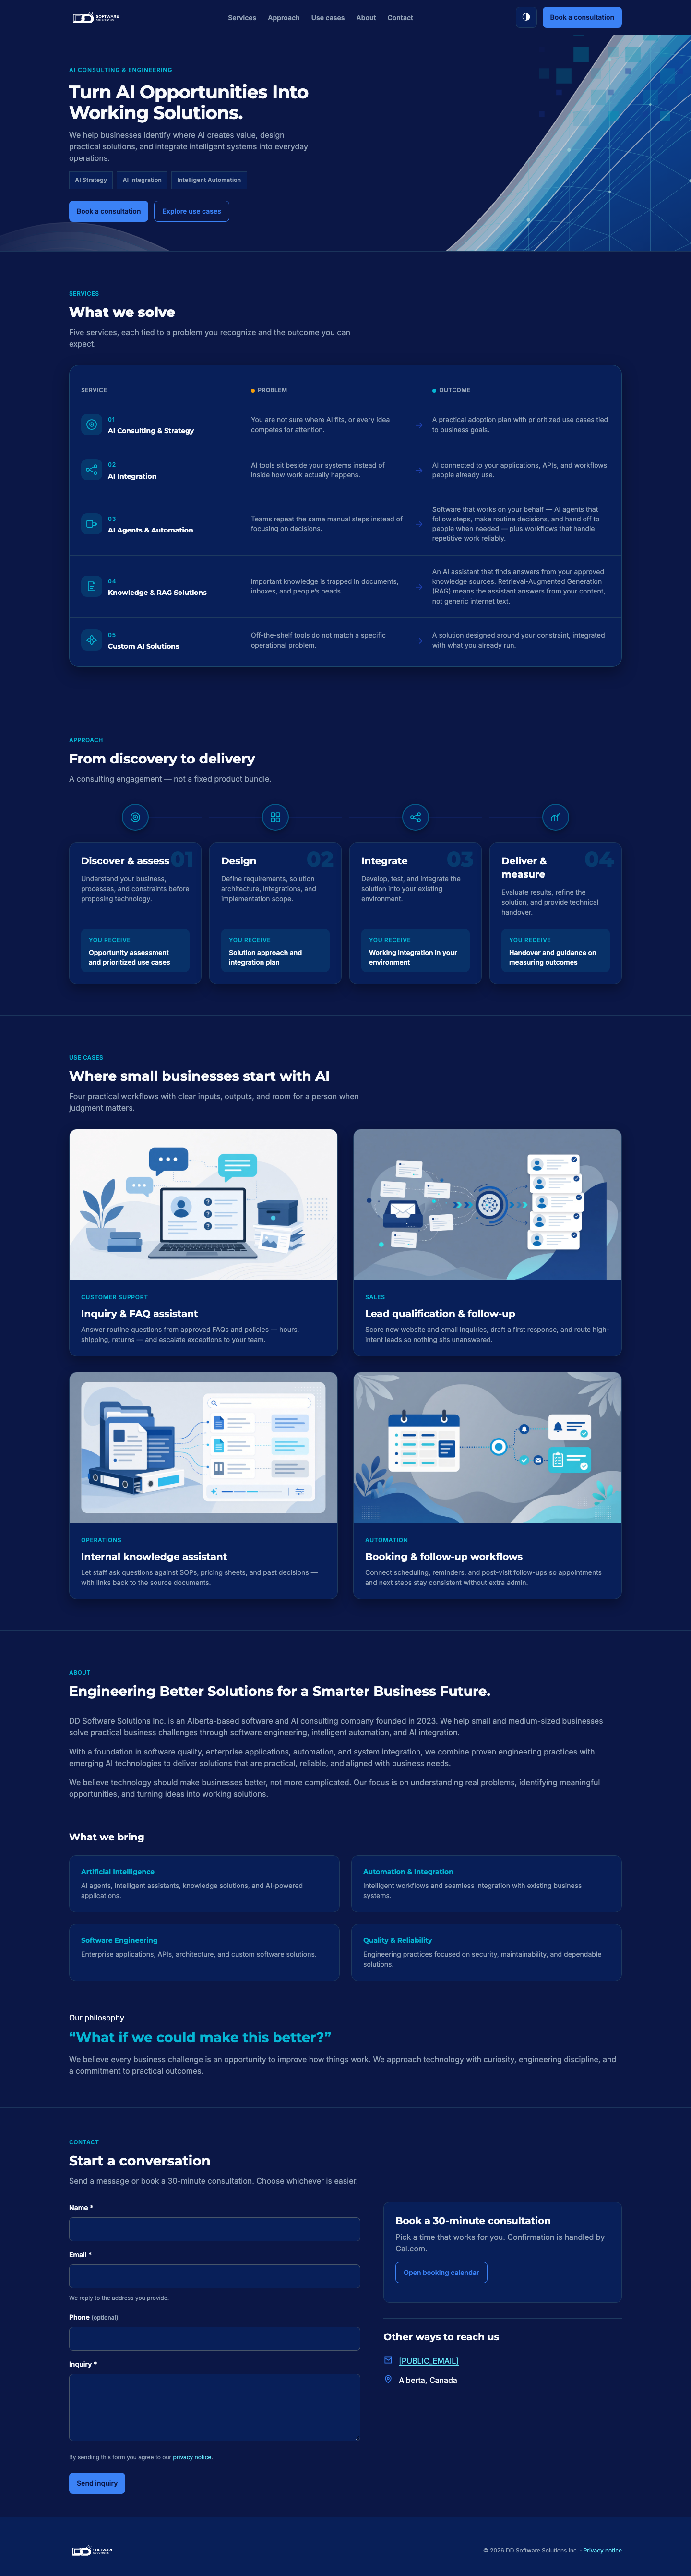 DD SOFTWARE
SOLUTIONS
Services
Approach
Use cases
About
Contact
Book a consultation
AI CONSULTING & ENGINEERING
Turn AI Opportunities Into
Working Solutions.
We help businesses identify where AI creates value, design
practical solutions, and integrate intelligent systems into everyday
operations.
AI Strategy
AI Integration
Intelligent Automation
Book a consultation
Explore use cases
SERVICES
What we solve
Five services, each tied to a problem you recognize and the outcome you can
expect.
SERVICE
PROBLEM
OUTCOME
01
AI Consulting & Strategy
You are not sure where AI fits, or every idea
competes for attention.
A practical adoption plan with prioritized use cases tied
to business goals.
02
AI Integration
AI tools sit beside your systems instead of
inside how work actually happens.
AI connected to your applications, APIs, and workflows
people already use.
03
AI Agents & Automation
Teams repeat the same manual steps instead of
focusing on decisions.
Software that works on your behalf — AI agents that
follow steps, make routine decisions, and hand off to
people when needed — plus workflows that handle
repetitive work reliably.
04
Knowledge & RAG Solutions
Important knowledge is trapped in documents,
inboxes, and people's heads.
An AI assistant that finds answers from your approved
knowledge sources. Retrieval-Augmented Generation
(RAG) means the assistant answers from your content,
not generic internet text.
05
Custom AI Solutions
Off-the-shelf tools do not match a specific
operational problem.
A solution designed around your constraint, integrated
with what you already run.
APPROACH
From discovery to delivery
A consulting engagement — not a fixed product bundle.
01
Discover & assess
Understand your business,
processes, and constraints before
proposing technology.
YOU RECEIVE
Opportunity assessment
and prioritized use cases
02
Design
Define requirements, solution
architecture, integrations, and
implementation scope.
YOU RECEIVE
Solution approach and
integration plan
03
Integrate
Develop, test, and integrate the
solution into your existing
environment.
YOU RECEIVE
Working integration in your
environment
04
Deliver &
measure
Evaluate results, refine the
solution, and provide technical
handover.
YOU RECEIVE
Handover and guidance on
measuring outcomes
USE CASES
Where small businesses start with AI
Four practical workflows with clear inputs, outputs, and room for a person when
judgment matters.
CUSTOMER SUPPORT
Inquiry & FAQ assistant
Answer routine questions from approved FAQs and policies — hours,
shipping, returns — and escalate exceptions to your team.
SALES
Lead qualification & follow-up
Score new website and email inquiries, draft a first response, and route high-
intent leads so nothing sits unanswered.
OPERATIONS
Internal knowledge assistant
Let staff ask questions against SOPs, pricing sheets, and past decisions —
with links back to the source documents.
AUTOMATION
Booking & follow-up workflows
Connect scheduling, reminders, and post-visit follow-ups so appointments
and next steps stay consistent without extra admin.
ABOUT
Engineering Better Solutions for a Smarter Business Future.
DD Software Solutions Inc. is an Alberta-based software and AI consulting company founded in 2023. We help small and medium-sized businesses
solve practical business challenges through software engineering, intelligent automation, and AI integration.
With a foundation in software quality, enterprise applications, automation, and system integration, we combine proven engineering practices with
emerging AI technologies to deliver solutions that are practical, reliable, and aligned with business needs.
We believe technology should make businesses better, not more complicated. Our focus is on understanding real problems, identifying meaningful
opportunities, and turning ideas into working solutions.
What we bring
Artificial Intelligence
AI agents, intelligent assistants, knowledge solutions, and AI-powered
applications.
Automation & Integration
Intelligent workflows and seamless integration with existing business
systems.
Software Engineering
Enterprise applications, APIs, architecture, and custom software solutions.
Quality & Reliability
Engineering practices focused on security, maintainability, and dependable
solutions.
Our philosophy
“What if we could make this better?”
We believe every business challenge is an opportunity to improve how things work. We approach technology with curiosity, engineering discipline, and
a commitment to practical outcomes.
CONTACT
Start a conversation
Send a message or book a 30-minute consultation. Choose whichever is easier.
Name *
Email *
We reply to the address you provide.
Phone (optional)
Inquiry *
By sending this form you agree to our privacy notice.
Send inquiry
Book a 30-minute consultation
Pick a time that works for you. Confirmation is handled by
Cal.com.
Open booking calendar
Other ways to reach us
[PUBLIC_EMAIL]
Alberta, Canada
DD SOFTWARE
SOLUTIONS
© 2026 DD Software Solutions Inc. · Privacy notice